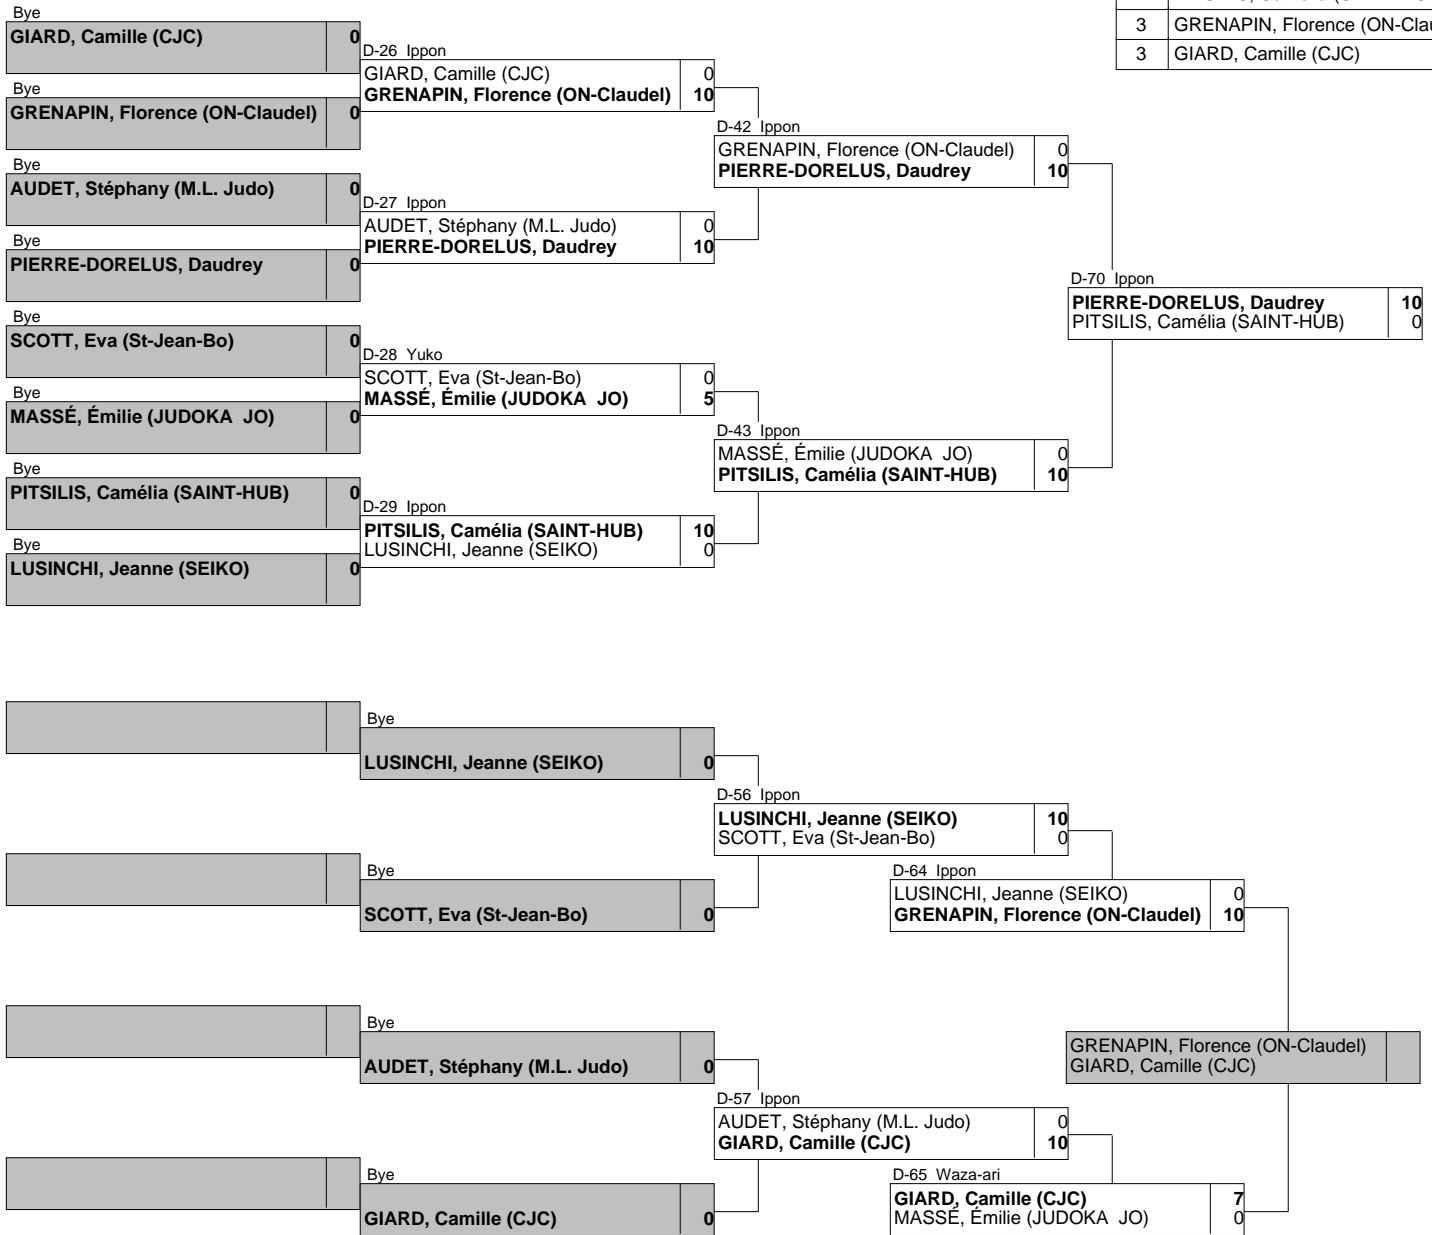 Bye
GIARD, Camille (CJC) 0
Bye
GRENAPIN, Florence (ON-Claudel) 0
Bye
AUDET, Stéphany (M.L. Judo) 0
Bye
PIERRE-DORELUS, Daudrey 0
Bye
SCOTT, Eva (St-Jean-Bo) 0
Bye
MASSÉ, Émilie (JUDOKA  JO) 0
Bye
PITSILIS, Camélia (SAINT-HUB) 0
Bye
LUSINCHI, Jeanne (SEIKO) 0
D-26 Ippon
GIARD, Camille (CJC) 0
GRENAPIN, Florence (ON-Claudel) 10
D-27 Ippon
AUDET, Stéphany (M.L. Judo) 0
PIERRE-DORELUS, Daudrey 10
D-28 Yuko
SCOTT, Eva (St-Jean-Bo) 0
MASSÉ, Émilie (JUDOKA  JO) 5
D-29 Ippon
PITSILIS, Camélia (SAINT-HUB) 10
LUSINCHI, Jeanne (SEIKO) 0
D-42 Ippon
GRENAPIN, Florence (ON-Claudel) 0
PIERRE-DORELUS, Daudrey 10
D-43 Ippon
MASSÉ, Émilie (JUDOKA  JO) 0
PITSILIS, Camélia (SAINT-HUB) 10
D-70 Ippon
PIERRE-DORELUS, Daudrey 10
PITSILIS, Camélia (SAINT-HUB) 0
3 GRENAPIN, Florence (ON-Clau
3 GIARD, Camille (CJC)
Bye
LUSINCHI, Jeanne (SEIKO) 0
Bye
SCOTT, Eva (St-Jean-Bo) 0
Bye
AUDET, Stéphany (M.L. Judo) 0
Bye
GIARD, Camille (CJC) 0
D-56 Ippon
LUSINCHI, Jeanne (SEIKO) 10
SCOTT, Eva (St-Jean-Bo) 0
D-57 Ippon
AUDET, Stéphany (M.L. Judo) 0
GIARD, Camille (CJC) 10
D-64 Ippon
LUSINCHI, Jeanne (SEIKO) 0
GRENAPIN, Florence (ON-Claudel) 10
D-65 Waza-ari
GIARD, Camille (CJC) 7
MASSÉ, Émilie (JUDOKA  JO) 0
GRENAPIN, Florence (ON-Claudel)
GIARD, Camille (CJC)